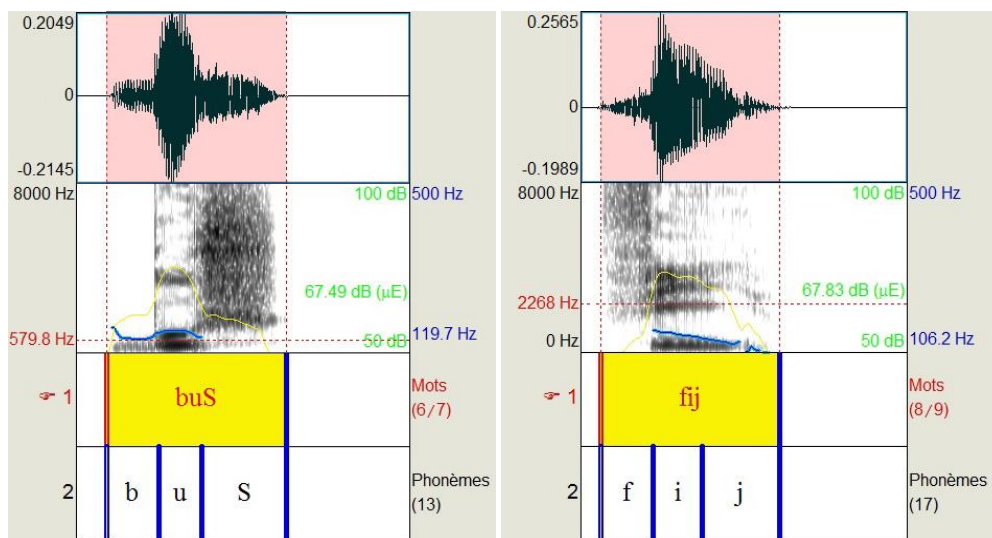 0.2049
0
-0.2145
8000 Hz
100 dB
500 Hz
67.49 dB (µE)
579.8 Hz
50 dB
119.7 Hz
☞ 1
buS
Mots
(6/7)
2
b
u
S
Phonèmes
(13)
0.2565
0
-0.1989
8000 Hz
100 dB
500 Hz
67.83 dB (µE)
2268 Hz
0 Hz
50 dB
106.2 Hz
☞ 1
fij
Mots
(8/9)
2
f
i
j
Phonèmes
(17)